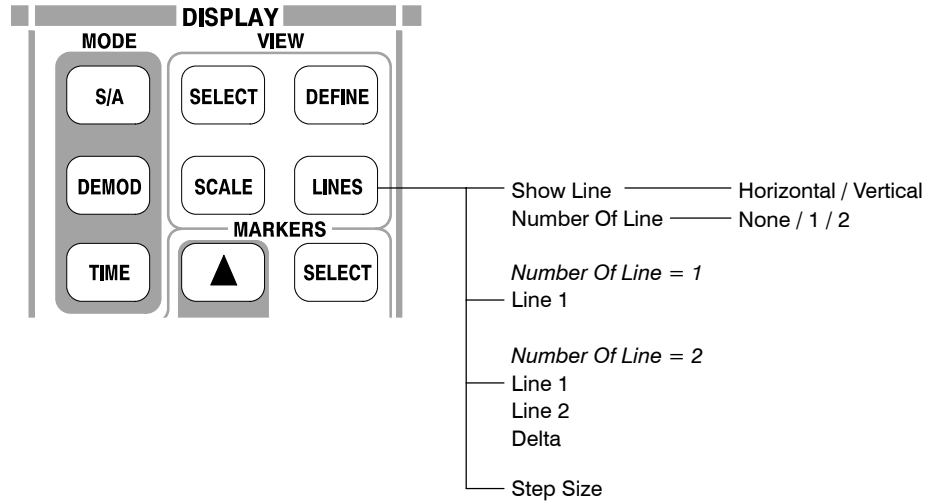 DISPLAY
MODE VIEW
S/A SELECT DEFINE
DEMOD SCALE LINES
MARKERS
TIME SELECT
Show Line Horizontal / Vertical
Number Of Line None / 1 / 2
Number Of Line = 1
Line 1
Number Of Line = 2
Line 1
Line 2
Delta
Step Size